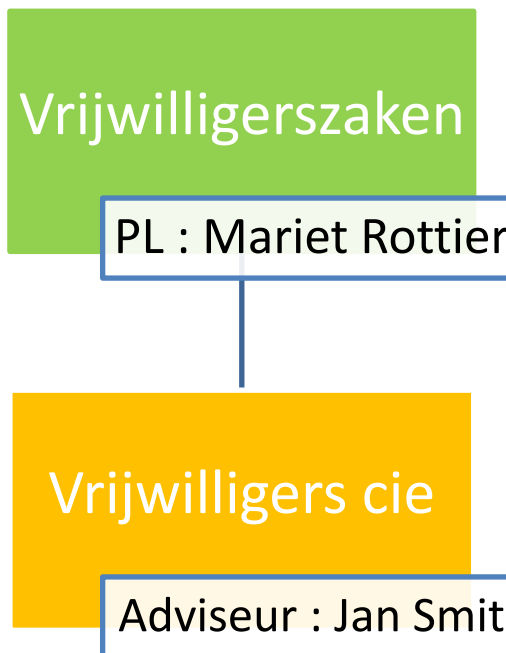 Vrijwilligerszaken
PL : Mariet Rottier
Vrijwilligers cie
Adviseur : Jan Smit